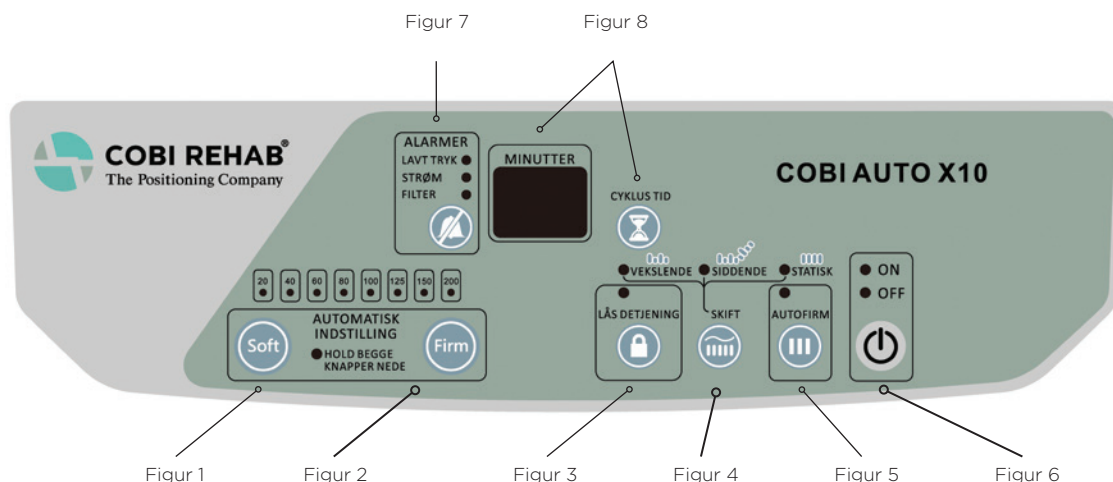 Figur 7
Figur 8
COBI REHAB®
The Positioning Company
ALARMER
LAVT TRYK
STRØM
FILTER
MINUTTER
CYKLUS TID
COBI AUTO X10
VEKSLENDE
SIDDENDE
STATISK
ON
OFF
20 40 60 80 100 125 150 200
AUTOMATISK
INDSTILLING
Soft
Firm
HOLD BEGGE
KNAPPER NEDE
LÅS DETJENING
SKIFT
AUTOFIRM
Figur 1
Figur 2
Figur 3
Figur 4
Figur 5
Figur 6